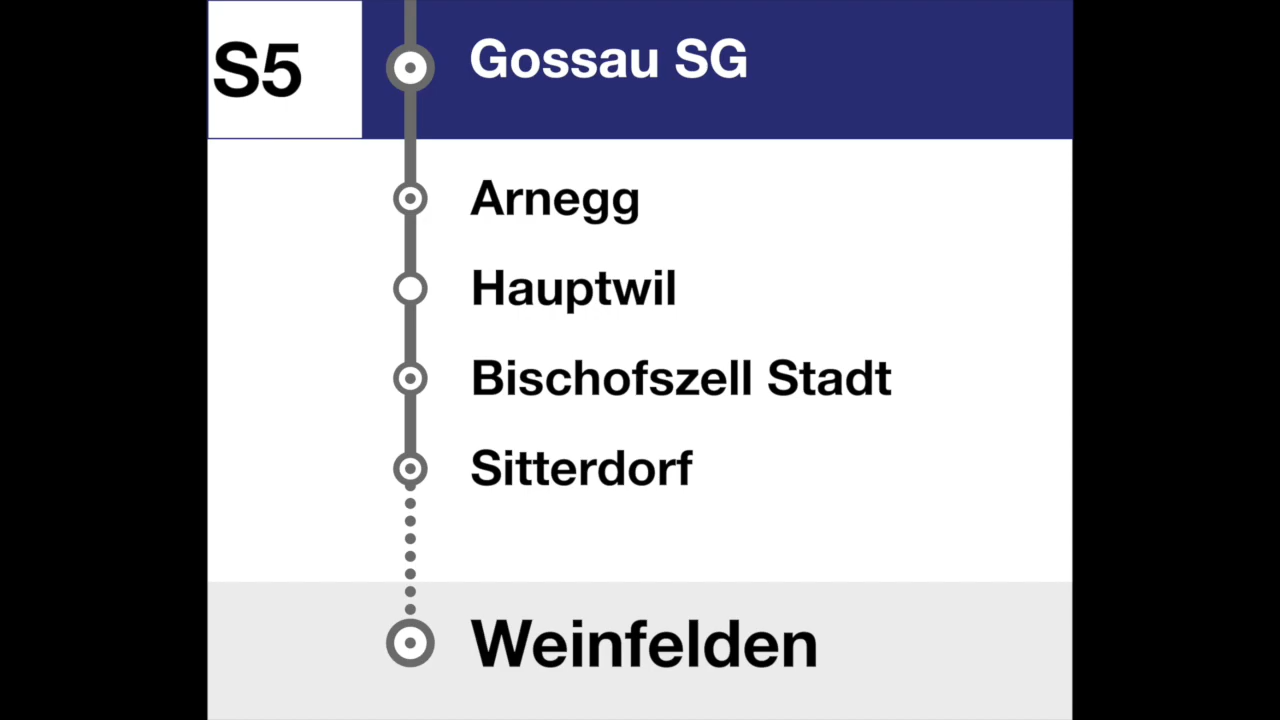 S5 Gossau SG
Arnegg
Hauptwil
Bischofszell Stadt
Sitterdorf
Weinfelden